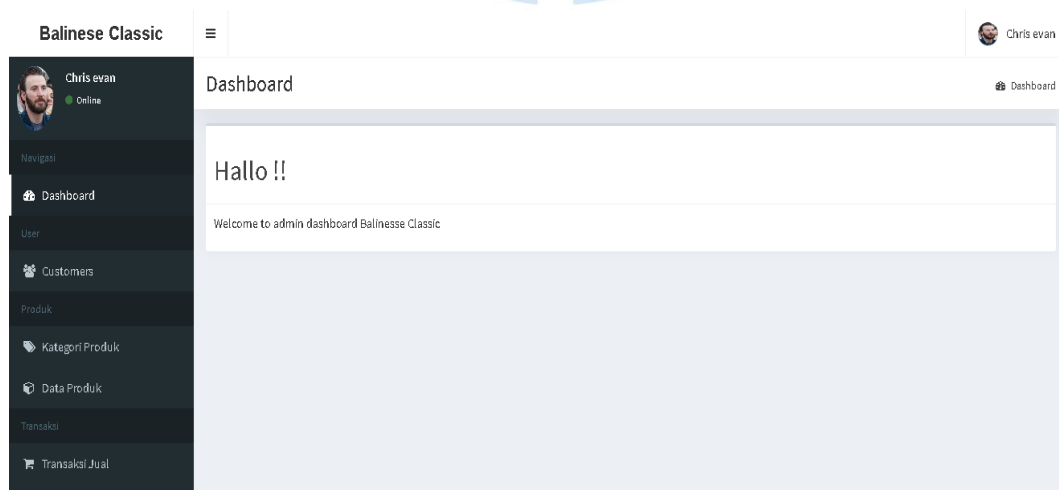 Balinese Classic
Chris evan
Chris evan
Online
Dashboard
Dashboard
Navigasi
Dashboard
User
Customers
Produk
Kategori Produk
Data Produk
Transaksi
Transaksi Jual
Hallo !!
Welcome to admin dashboard Balinesse Classic